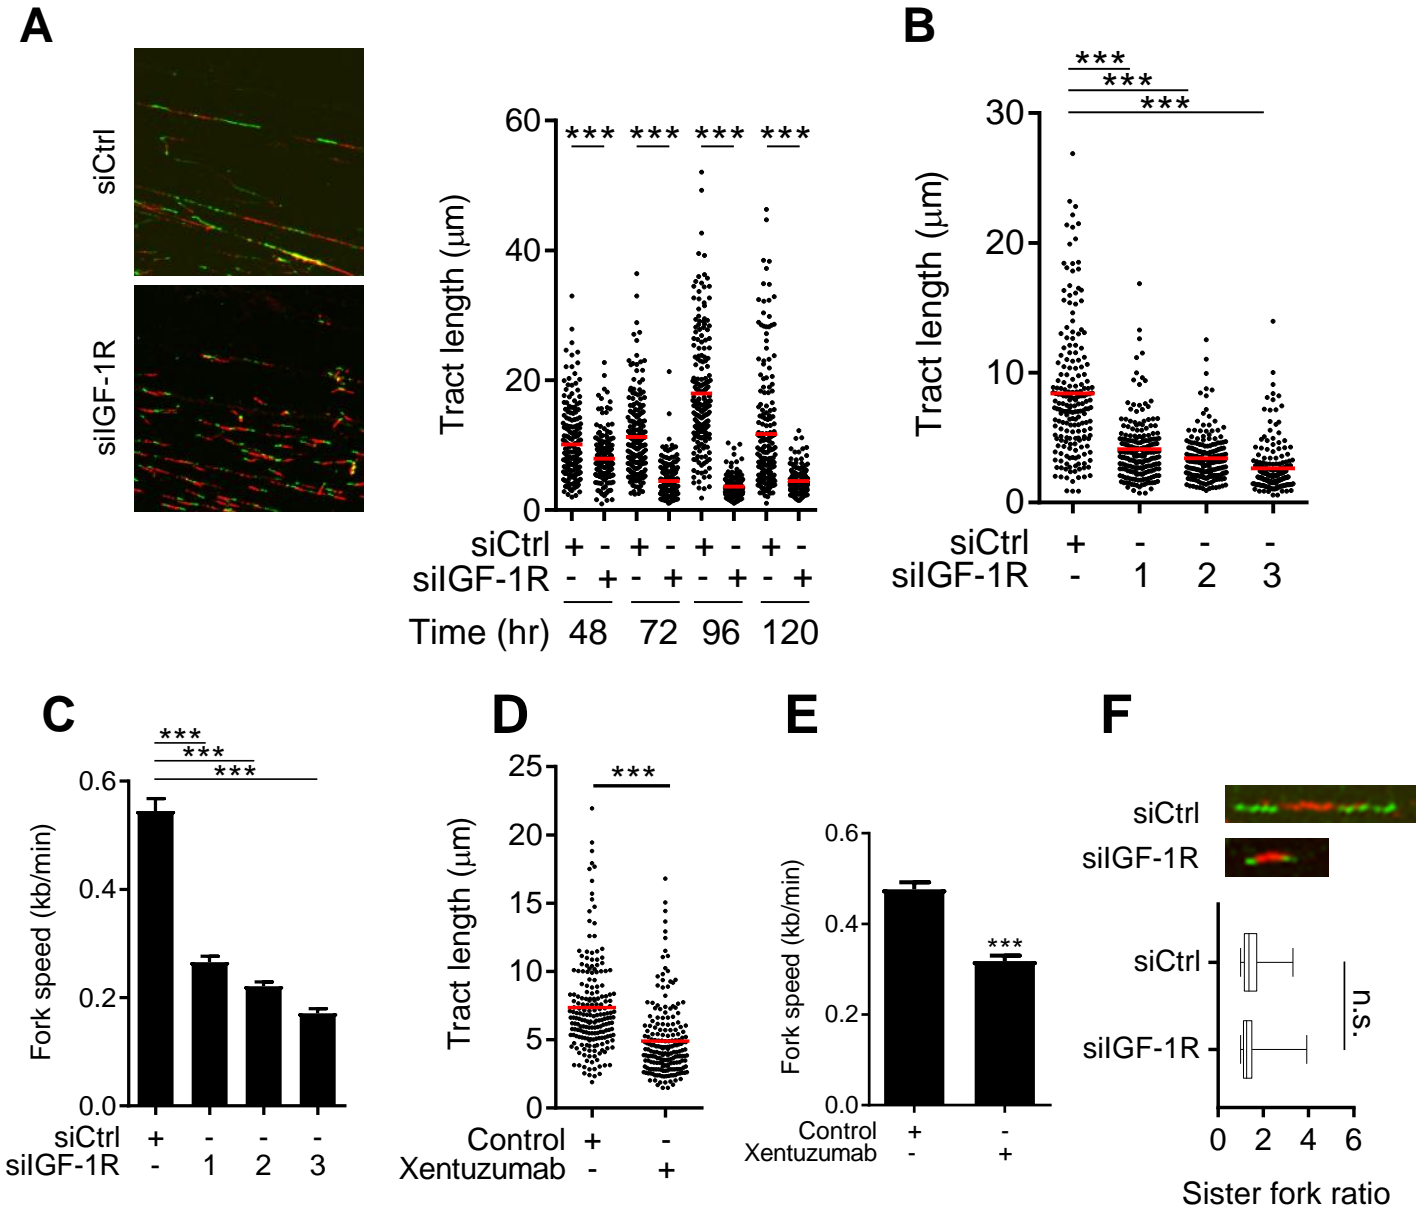 A
siCtrl
siIGF-1R
Tract length (μm)
60
40
20
0
*** *** *** ***
siCtrl + - + - + - + -
siIGF-1R - + - + - + - +
Time (hr) 48 72 96 120
B
***
***
***
Tract length (μm)
30
20
10
0
siCtrl + - - -
siIGF-1R - 1 2 3
C
***
***
***
Fork speed (kb/min)
0.6
0.4
0.2
0.0
siCtrl + - - -
siIGF-1R - 1 2 3
D
***
Tract length (μm)
25
20
15
10
5
0
Control + -
Xentuzumab - +
E
***
Fork speed (kb/min)
0.6
0.4
0.2
0.0
Control + -
Xentuzumab - +
F
siCtrl
siIGF-1R
siCtrl
siIGF-1R
n.s.
0 2 4 6
Sister fork ratio